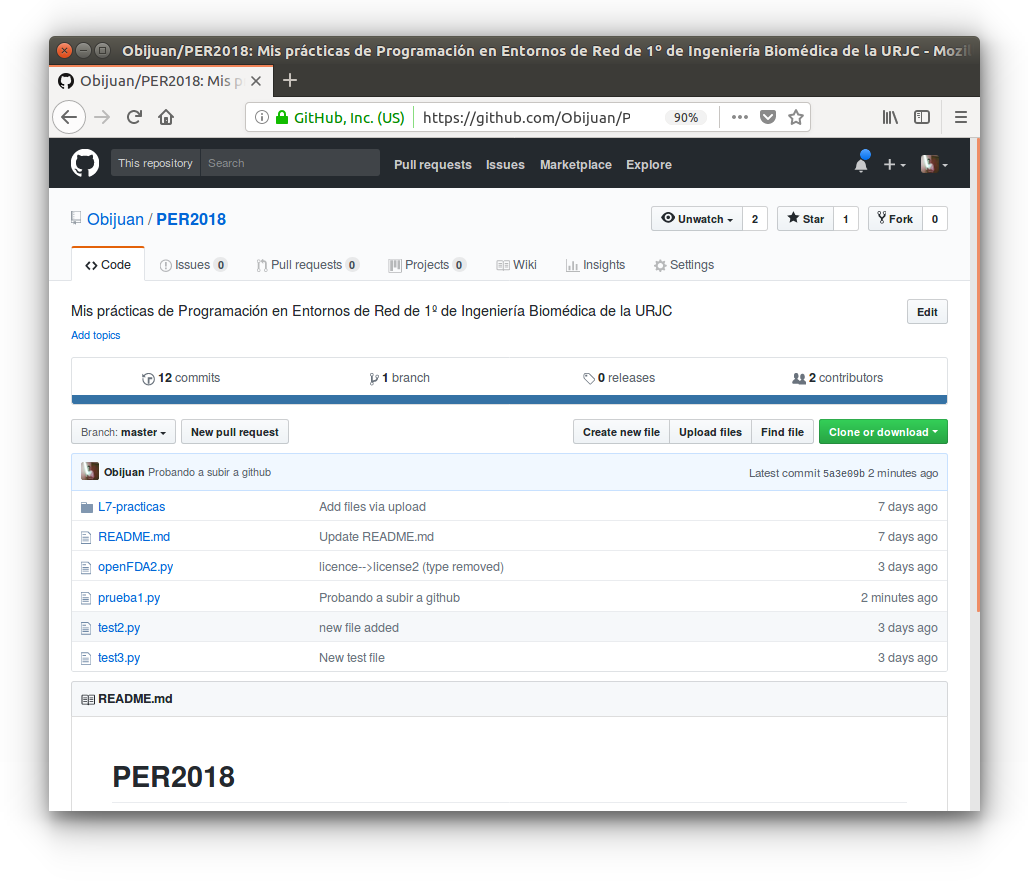 Obijuan/PER2018: Mis prácticas de Programación en Entornos de Red de 1º de Ingeniería Biomédica de la URJC - Mozil
Obijuan/PER2018: Mis p
GitHub, Inc. (US) https://github.com/Obijuan/P 90%
This repository Search Pull requests Issues Marketplace Explore
Obijuan / PER2018 Unwatch 2 Star 1 Fork 0
Code Issues 0 Pull requests 0 Projects 0 Wiki Insights Settings
Mis prácticas de Programación en Entornos de Red de 1º de Ingeniería Biomédica de la URJC Edit
Add topics
12 commits 1 branch 0 releases 2 contributors
Branch: master New pull request Create new file Upload files Find file Clone or download
Obijuan Probando a subir a github Latest commit 5a3e09b 2 minutes ago
L7-practicas Add files via upload 7 days ago
README.md Update README.md 7 days ago
openFDA2.py licence-->license2 (type removed) 3 days ago
prueba1.py Probando a subir a github 2 minutes ago
test2.py new file added 3 days ago
test3.py New test file 3 days ago
README.md
PER2018